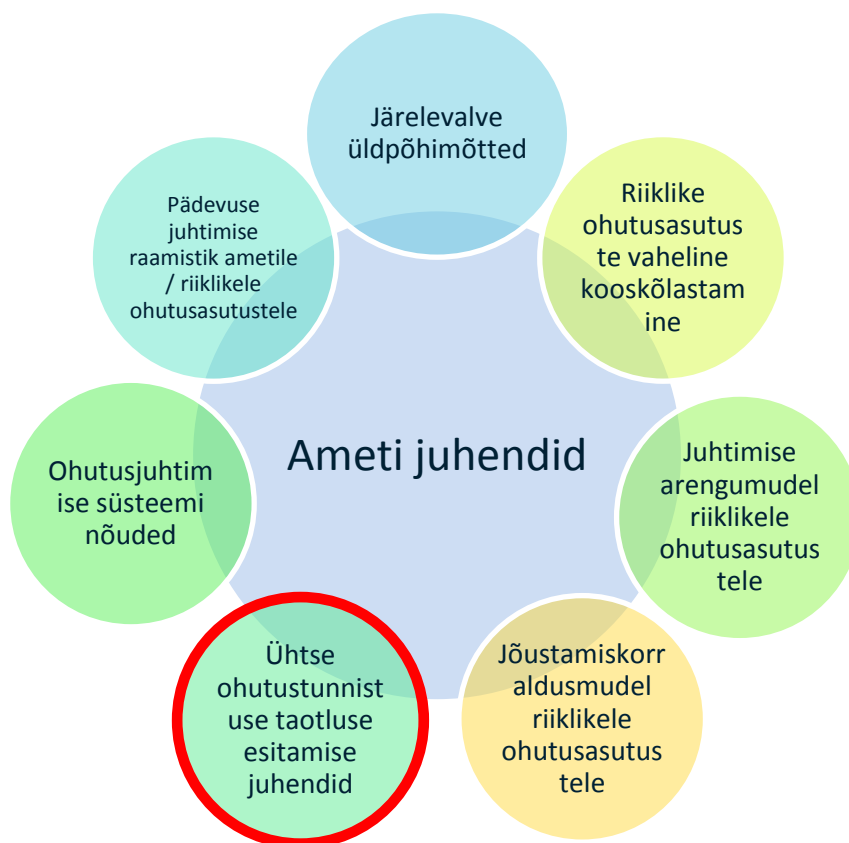 Järelevalve
üldpõhimõtted
Riiklike
ohutusasutus
te vaheline
kooskõlastam
ine
Juhtimise
arengumudel
riiklikele
ohutusasutus
tele
Jõustamiskorr
aldusmudel
riiklikele
ohutusasutus
tele
Ühtse
ohutustunnist
use taotluse
esitamise
juhendid
Ohutusjuhtim
ise süsteemi
nõuded
Pädevuse
juhtimise
raamistik ametile
/ riiklikele
ohutusasutustele
Ameti juhendid